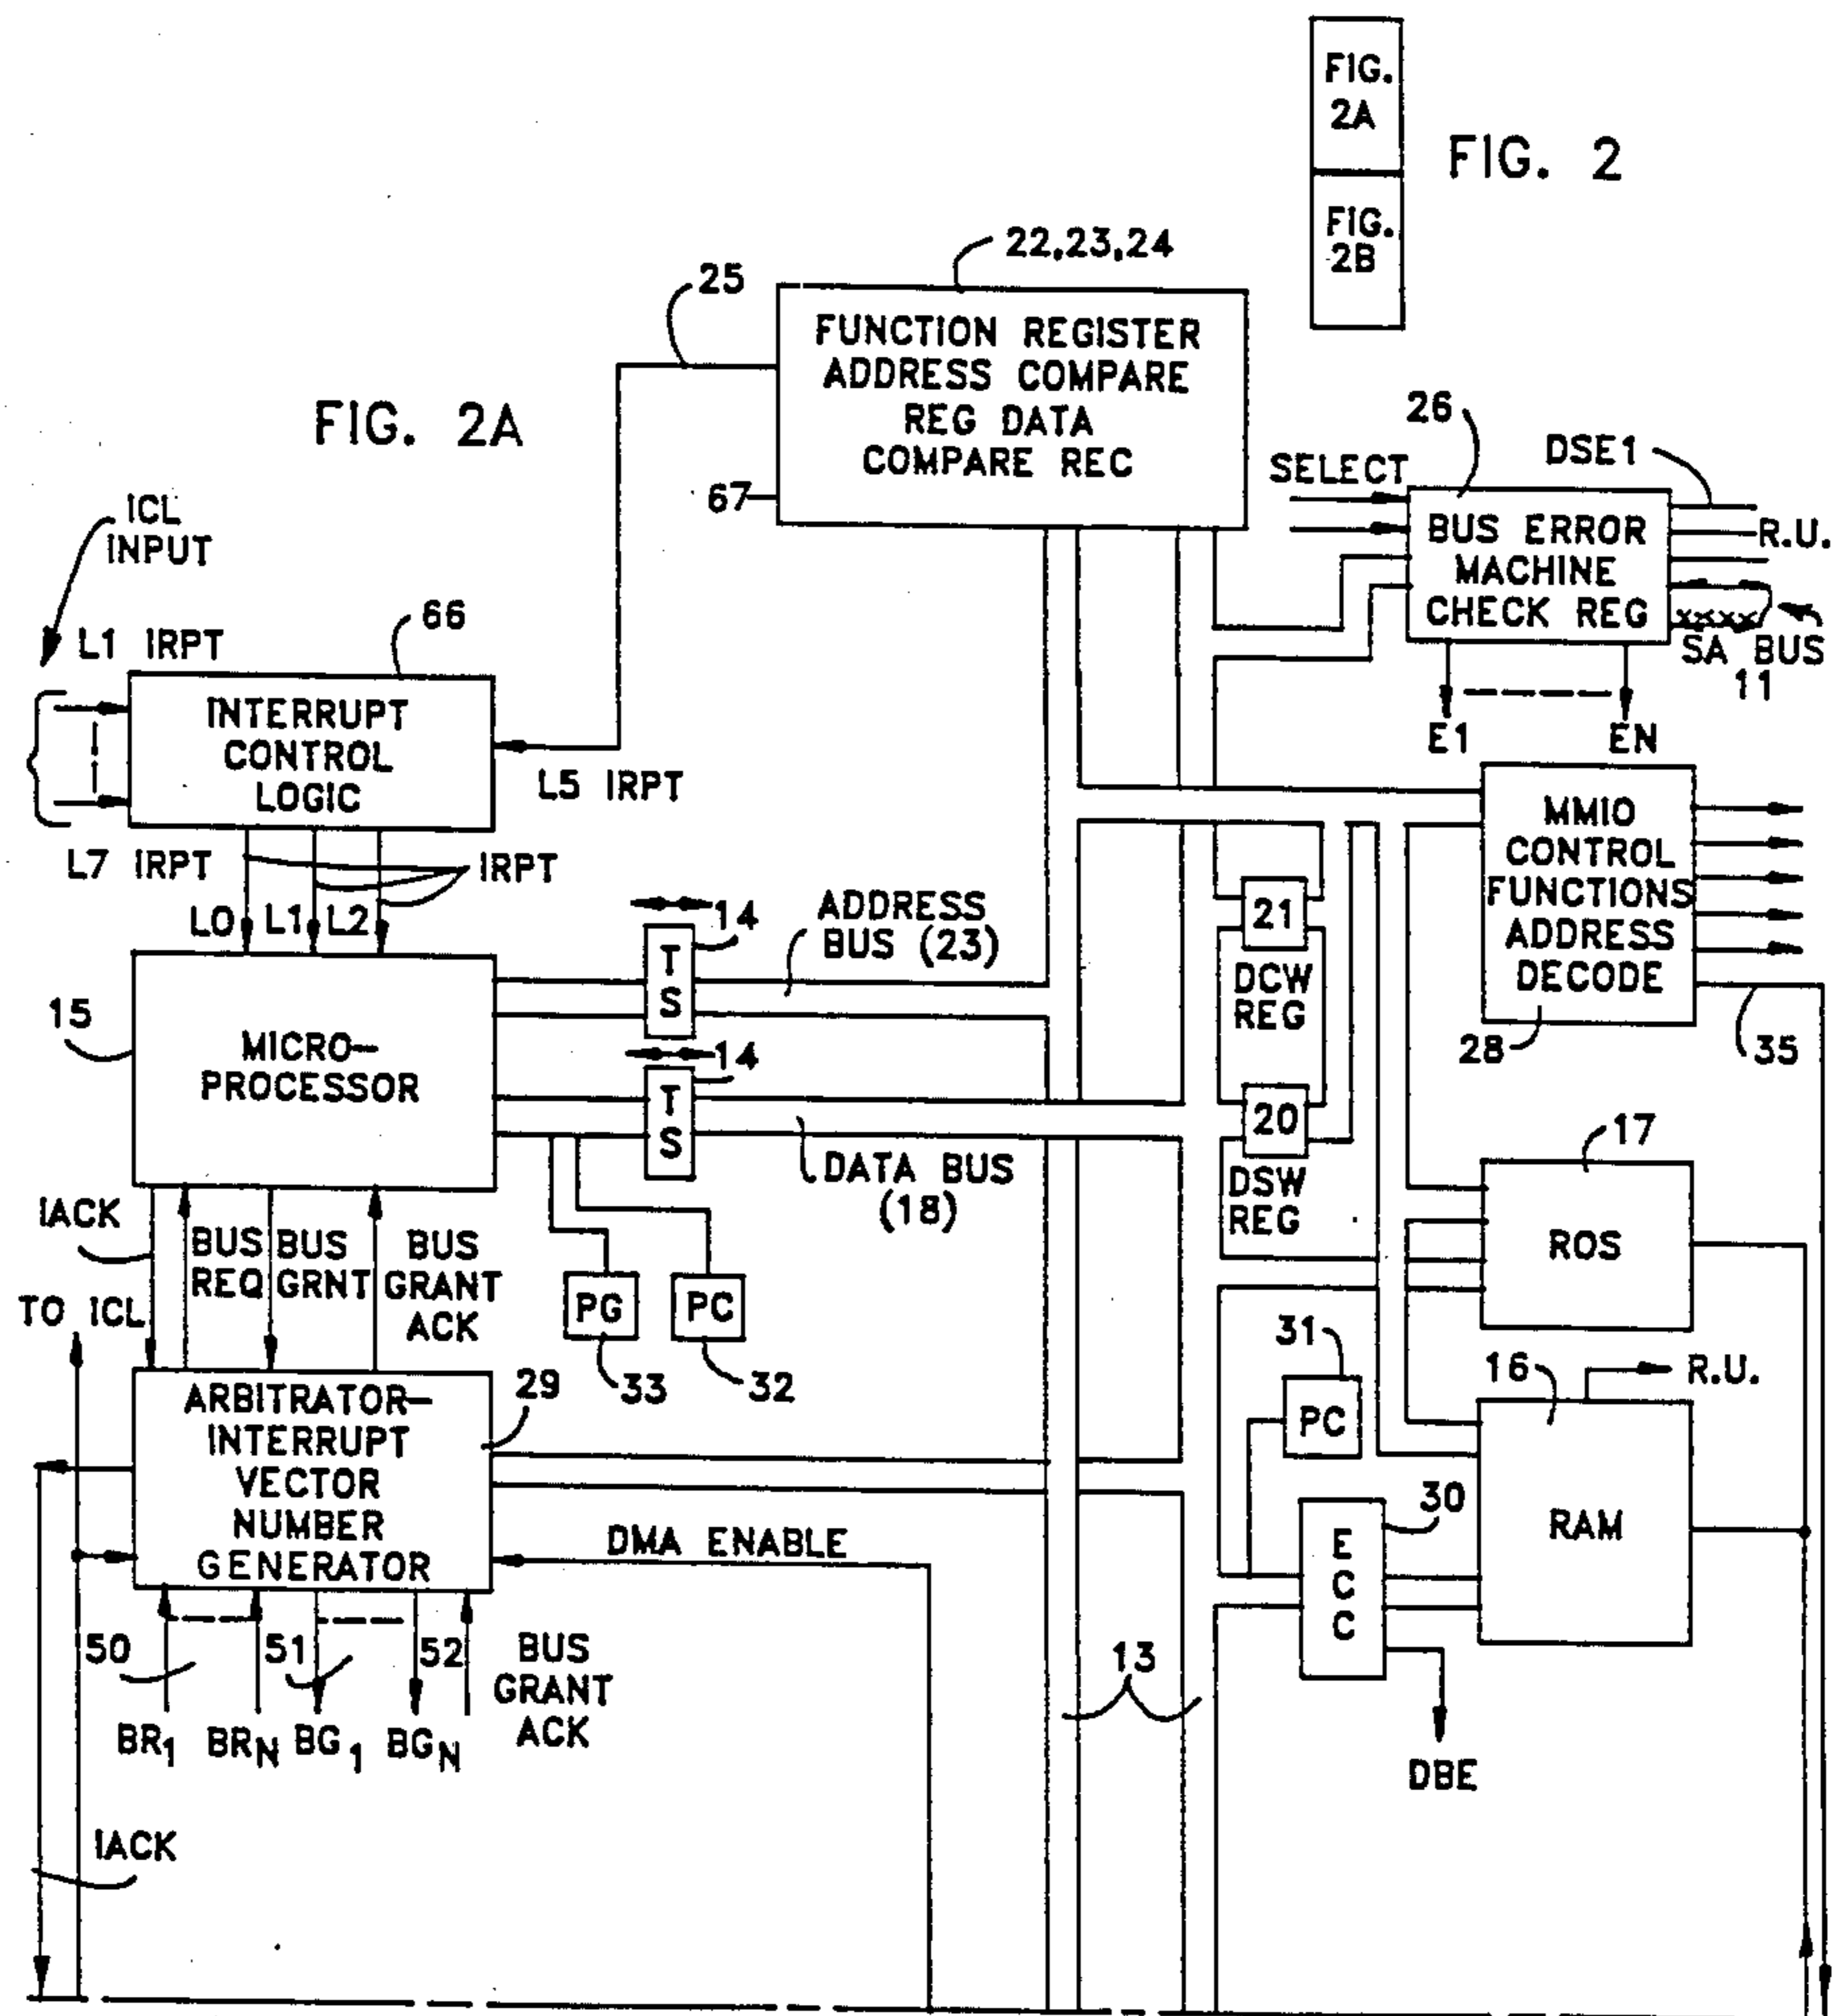 FIG.
2A
FIG. 2
FIG.
2B
22,23,24
25
FUNCTION REGISTER
ADDRESS COMPARE
REG DATA
COMPARE REC
67
FIG. 2A
26
DSE1
SELECT
BUS ERROR
MACHINE
CHECK REG
R.U.
SA BUS
11
E1
EN
ICL
INPUT
L1 IRPT
66
INTERRUPT
CONTROL
LOGIC
L5 IRPT
L7 IRPT
IRPT
L0
L1
L2
MMIO
CONTROL
FUNCTIONS
ADDRESS
DECODE
28
35
14
T
S
ADDRESS
BUS (23)
21
DCW
REG
15
MICRO-
PROCESSOR
14
T
S
DATA BUS
(18)
20
DSW
REG
17
ROS
IACK
BUS
REQ
BUS
GRNT
BUS
GRANT
ACK
TO ICL
PG
PC
33
32
31
PC
16
R.U.
RAM
29
ARBITRATOR-
INTERRUPT
VECTOR
NUMBER
GENERATOR
DMA ENABLE
30
E
C
C
DBE
50
51
52
BUS
GRANT
ACK
BR1
BRN
BG1
BGN
13
IACK